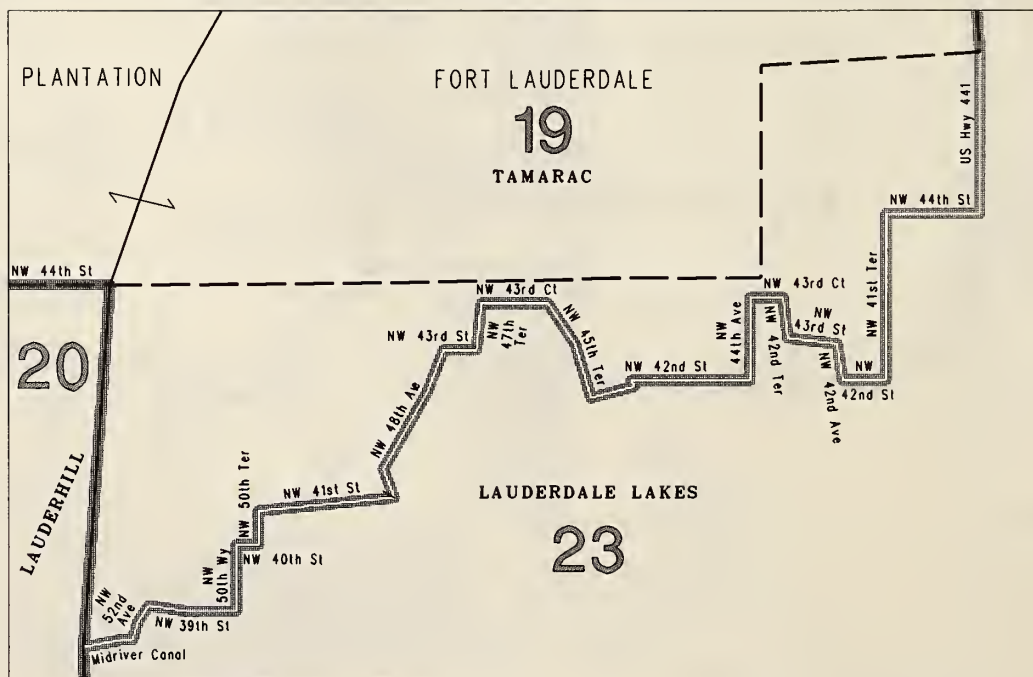 PLANTATION
FORT LAUDERDALE
19
TAMARAC
US Hwy 441
NW 44th St
NW 44th St
NW 41st Ter
NW 43rd Ct
NW 43rd Ct
NW
43rd St
NW 43rd St
NW
47th
Ter
NW 45th Ter
NW 44th Ave
NW
42nd Ter
NW
42nd Ave
NW
42nd St
NW 42nd St
20
NW 48th Ave
NW 50th Ter
NW 41st St
LAUDERDALE LAKES
23
LAUDERHILL
NW
50th Wy
NW 40th St
NW
52nd
Ave
NW 39th St
Midriver Canal